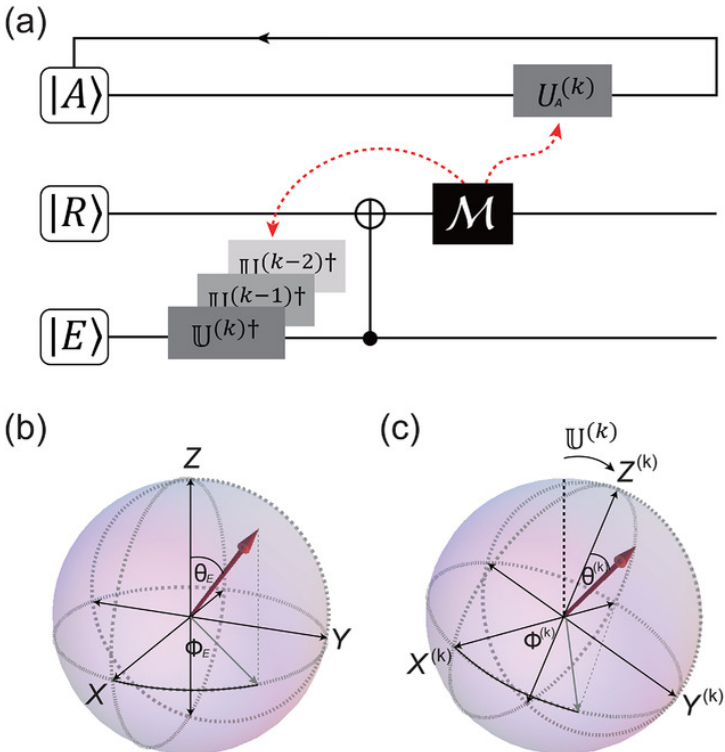 (a)
|A⟩
U_A^(k)
|R⟩
ℳ
𝕌^(k−2)†
𝕌^(k−1)†
|E⟩
𝕌^(k)†
(b)
(c)
𝕌^(k)
Z
Z^(k)
θ_E
θ^(k)
Φ_E
Φ^(k)
X
Y
X^(k)
Y^(k)